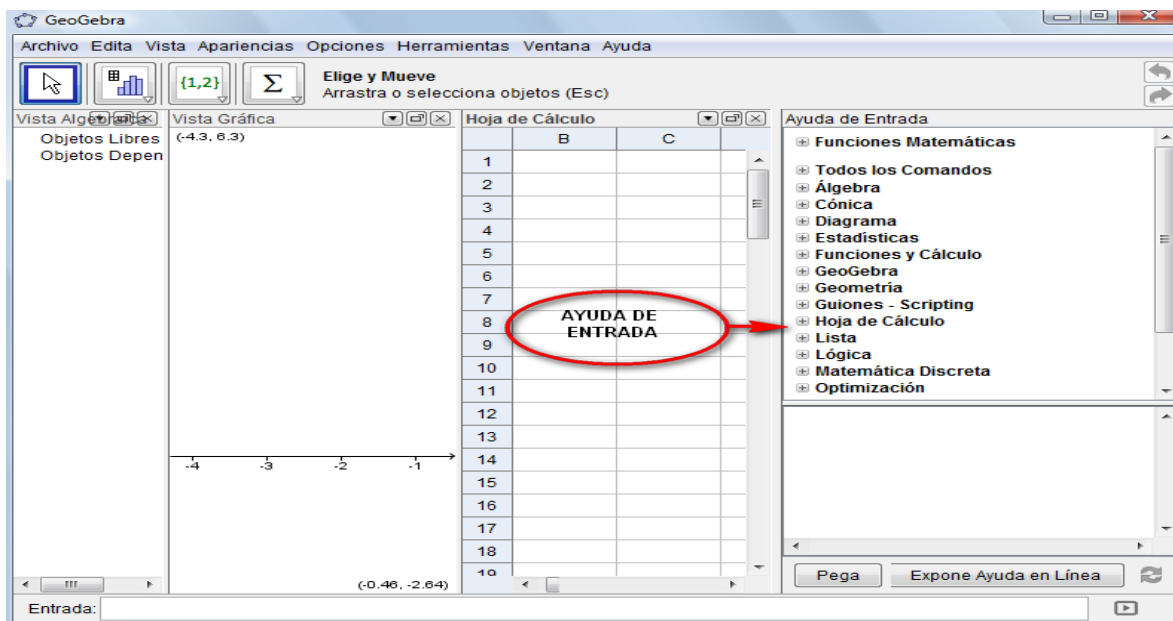 GeoGebra
Archivo Edita Vista Apariencias Opciones Herramientas Ventana Ayuda
{1,2}
Σ
Elige y Mueve
Arrastra o selecciona objetos (Esc)
Vista Algebraica
Objetos Libres
Objetos Depen
Vista Gráfica
(-4.3, 6.3)
-4 -3 -2 -1
(-0.46, -2.64)
Hoja de Cálculo
B C
1
2
3
4
5
6
7
8
9
10
11
12
13
14
15
16
17
18
19
AYUDA DE
ENTRADA
Ayuda de Entrada
Funciones Matemáticas
Todos los Comandos
Álgebra
Cónica
Diagrama
Estadísticas
Funciones y Cálculo
GeoGebra
Geometría
Guiones - Scripting
Hoja de Cálculo
Lista
Lógica
Matemática Discreta
Optimización
Pega
Expone Ayuda en Línea
Entrada: